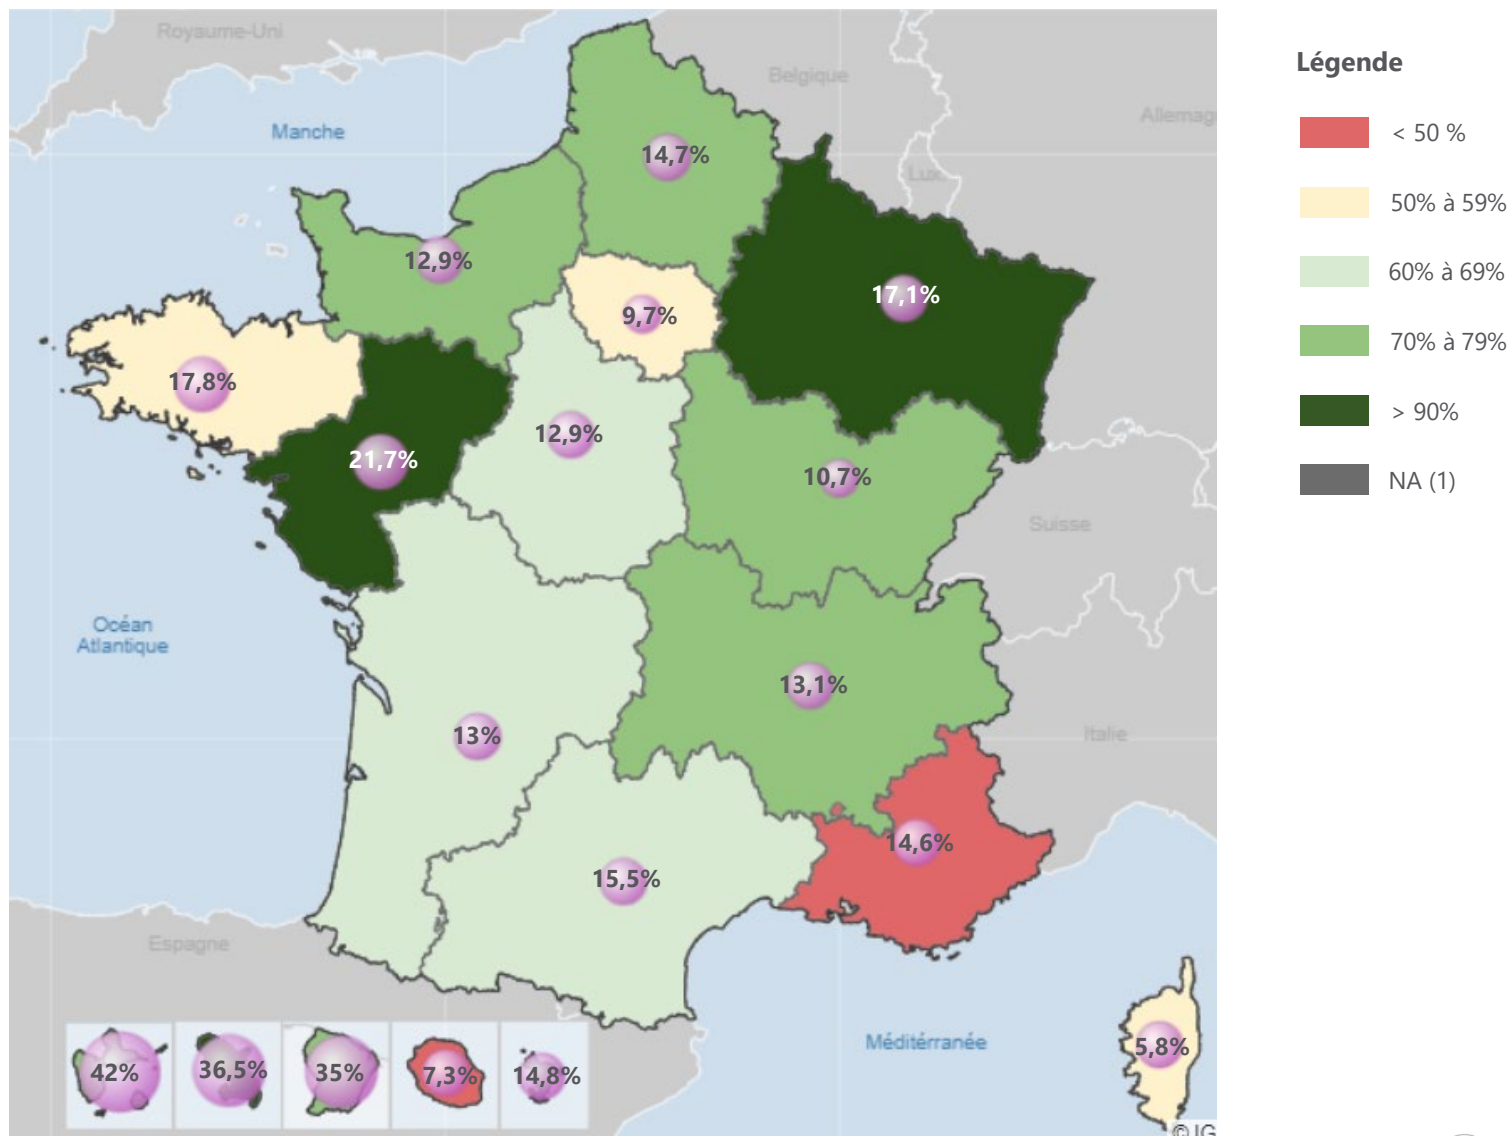 Royaume-Uni
Belgique
Légende
Allemag
Manche
< 50 %
14,7%
Lux.
50% à 59%
12,9%
60% à 69%
17,1%
9,7%
70% à 79%
17,8%
> 90%
12,9%
21,7%
10,7%
NA (1)
Suisse
Océan
Atlantique
13,1%
13%
Italie
14,6%
15,5%
Espagne
Méditérranée
5,8%
42%
36,5%
35%
7,3%
14,8%
© IG